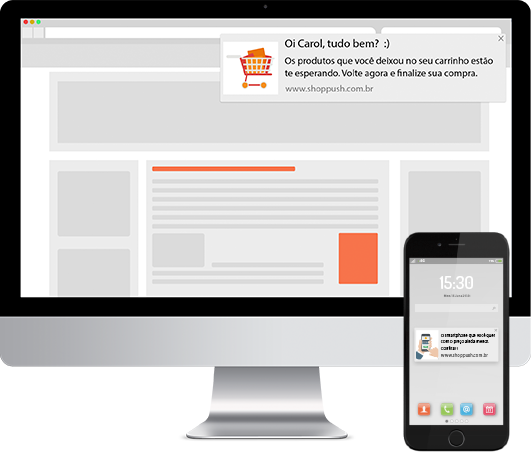 Oi Carol, tudo bem? :)
Os produtos que você deixou no seu carrinho estão
te esperando. Volte agora e finalize sua compra.
www.shoppush.com.br
15:30
O smartphone que você quer
com o preço ainda menor.
Confira!
www.shoppush.com.br